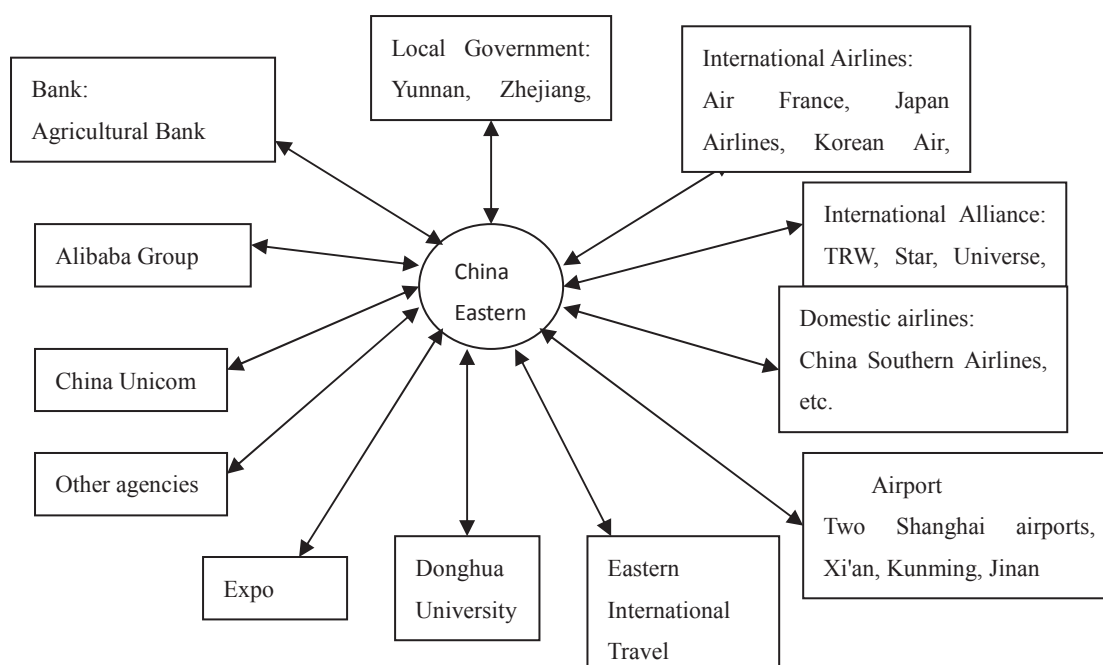 Local Government:
Yunnan, Zhejiang,
International Airlines:
Air France, Japan
Airlines, Korean Air,
Bank:
Agricultural Bank
International Alliance:
TRW, Star, Universe,
Alibaba Group
China
Eastern
Domestic airlines:
China Southern Airlines,
etc.
China Unicom
Other agencies
Airport
Two Shanghai airports,
Xi'an, Kunming, Jinan
Expo
Donghua
University
Eastern
International
Travel